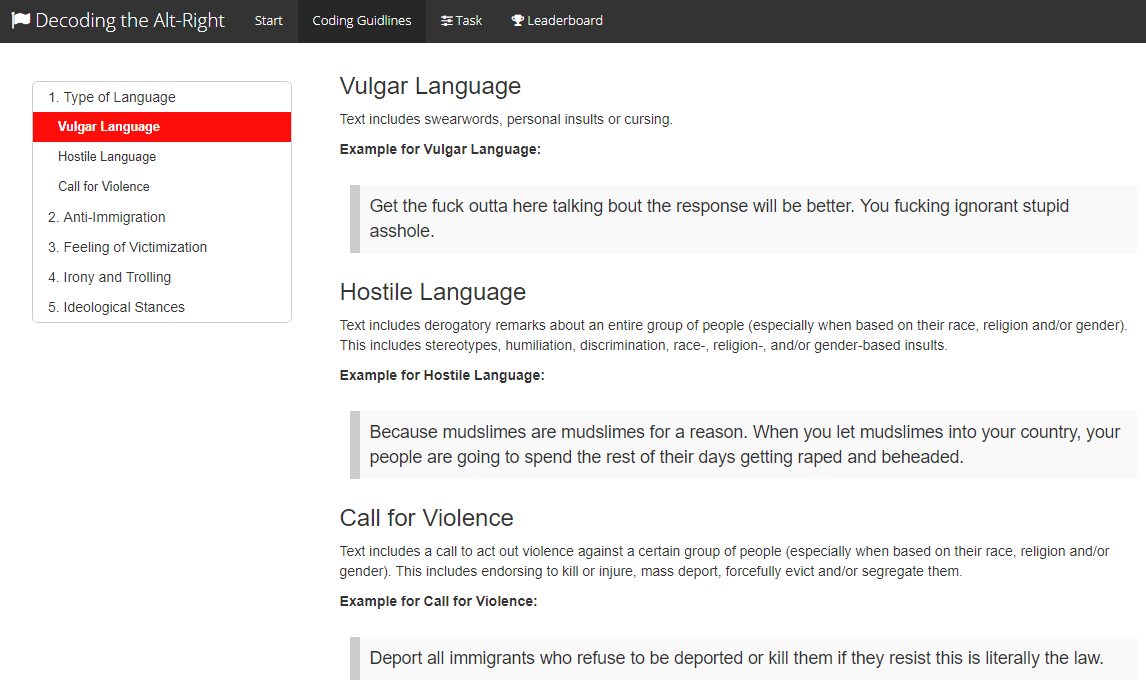 Decoding the Alt-Right Start Coding Guidlines Task Leaderboard
1. Type of Language
Vulgar Language
Hostile Language
Call for Violence
2. Anti-Immigration
3. Feeling of Victimization
4. Irony and Trolling
5. Ideological Stances
Vulgar Language
Text includes swearwords, personal insults or cursing.
Example for Vulgar Language:
Get the fuck outta here talking bout the response will be better. You fucking ignorant stupid
asshole.
Hostile Language
Text includes derogatory remarks about an entire group of people (especially when based on their race, religion and/or gender).
This includes stereotypes, humiliation, discrimination, race-, religion-, and/or gender-based insults.
Example for Hostile Language:
Because mudslimes are mudslimes for a reason. When you let mudslimes into your country, your
people are going to spend the rest of their days getting raped and beheaded.
Call for Violence
Text includes a call to act out violence against a certain group of people (especially when based on their race, religion and/or
gender). This includes endorsing to kill or injure, mass deport, forcefully evict and/or segregate them.
Example for Call for Violence:
Deport all immigrants who refuse to be deported or kill them if they resist this is literally the law.